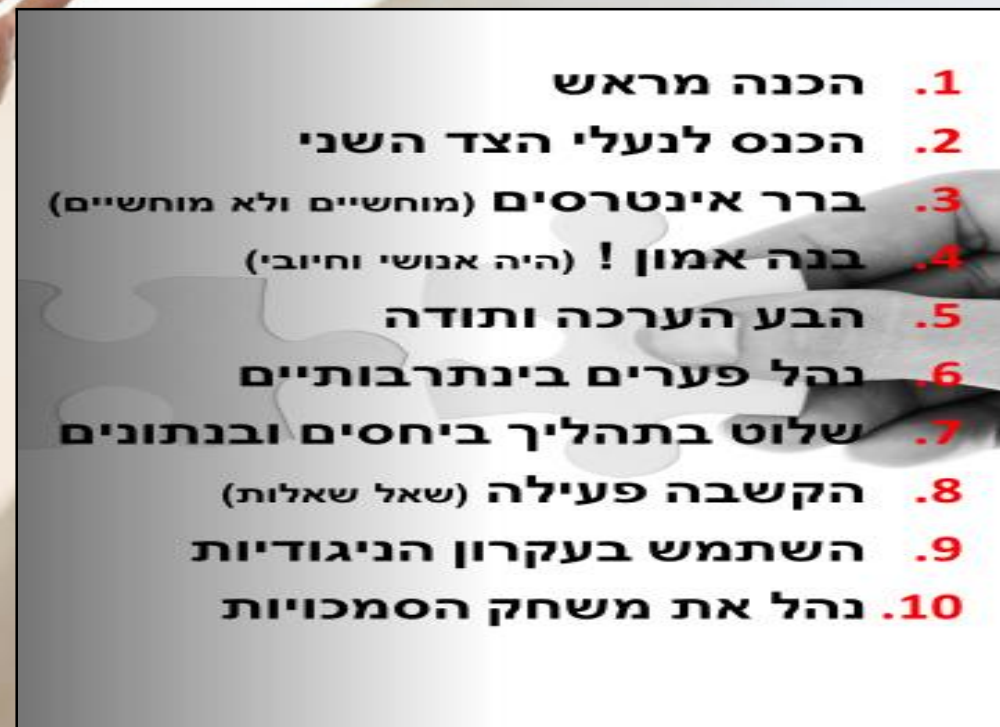 1. הכנה מראש
2. הכנס לנעלי הצד השני
3. ברר אינטרסים (מוחשיים ולא מוחשיים)
4. בנה אמון ! (היה אנושי וחיובי)
5. הבע הערכה ותודה
6. נהל פערים בינתרבותיים
7. שלוט בתהליך ביחסים ובנתונים
8. הקשבה פעילה (שאל שאלות)
9. השתמש בעקרון הניגודיות
10. נהל את משחק הסמכויות